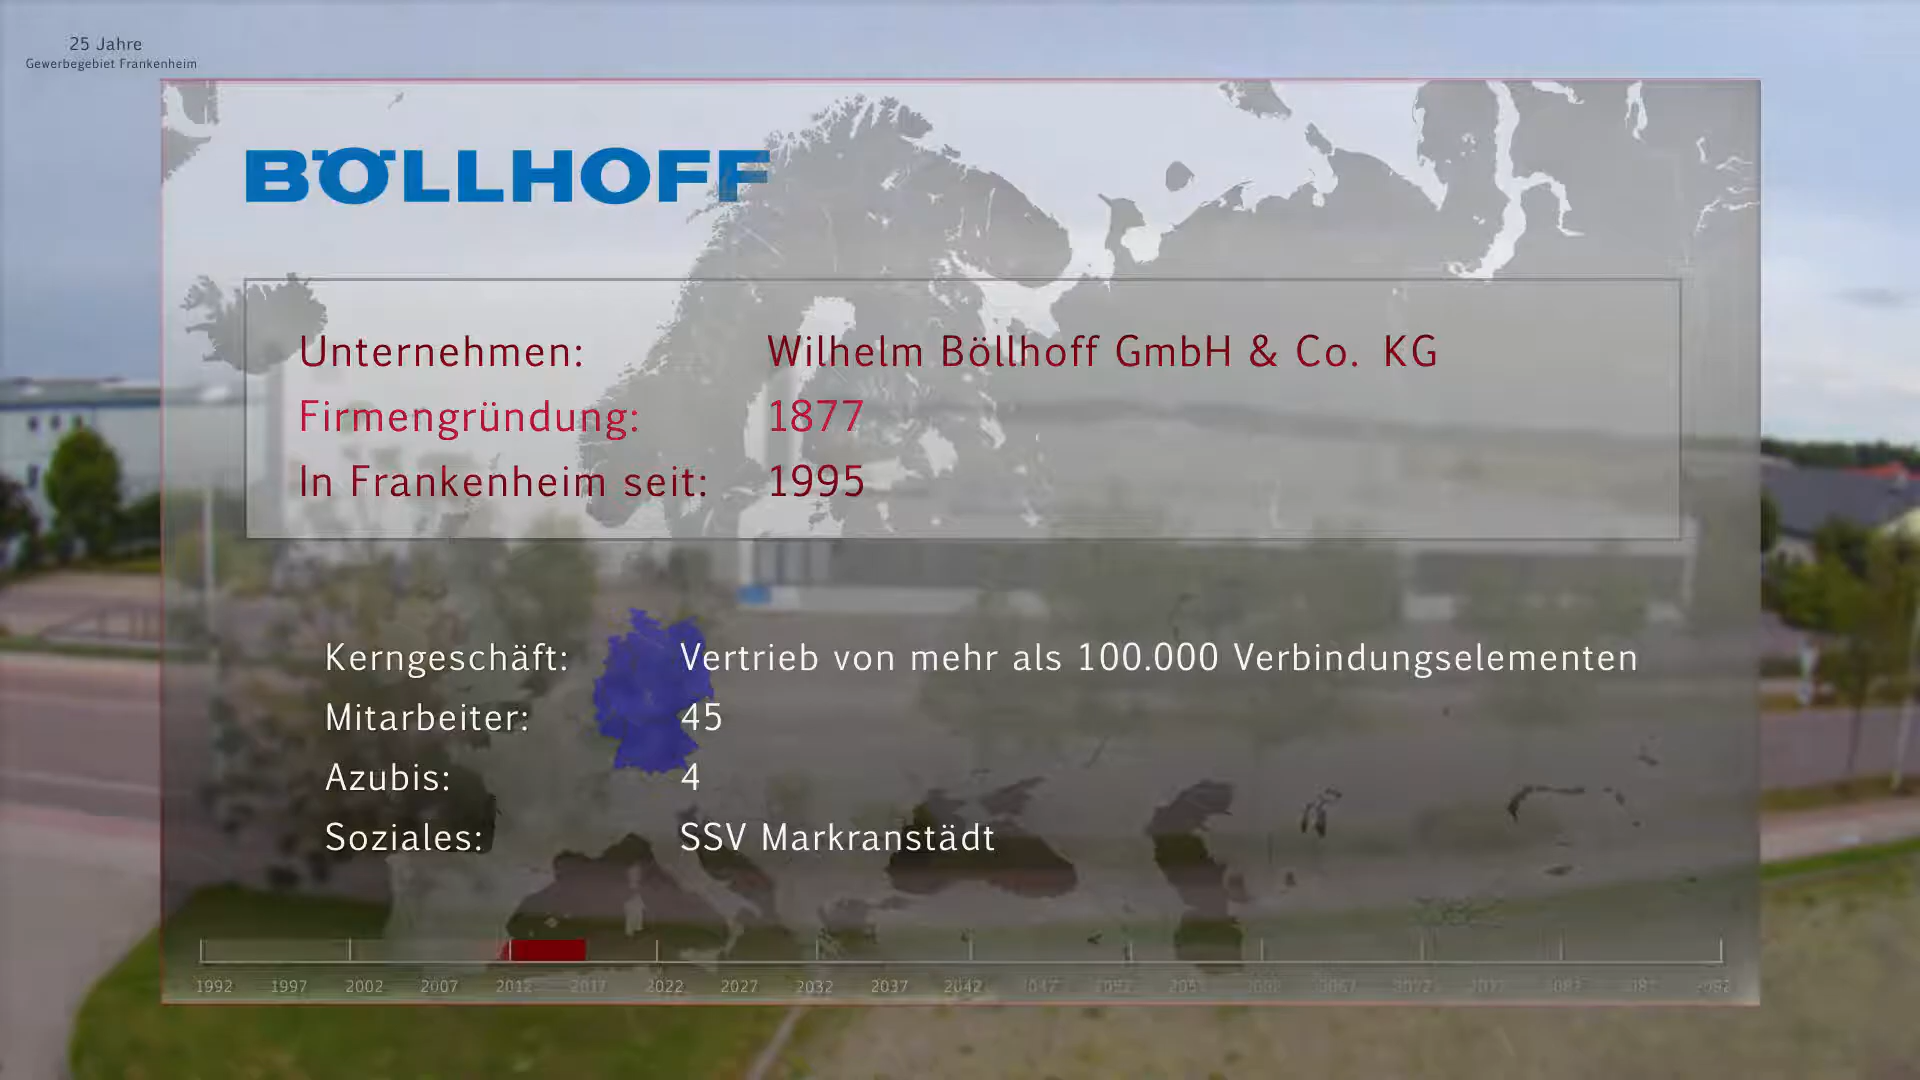 25 Jahre
Gewerbegebiet Frankenheim
BÖLLHOFF
Unternehmen: Wilhelm Böllhoff GmbH & Co. KG
Firmengründung: 1877
In Frankenheim seit: 1995
Kerngeschäft: Vertrieb von mehr als 100.000 Verbindungselementen
Mitarbeiter: 45
Azubis: 4
Soziales: SSV Markranstädt
1992 1997 2002 2007 2012 2017 2022 2027 2032 2037 2042